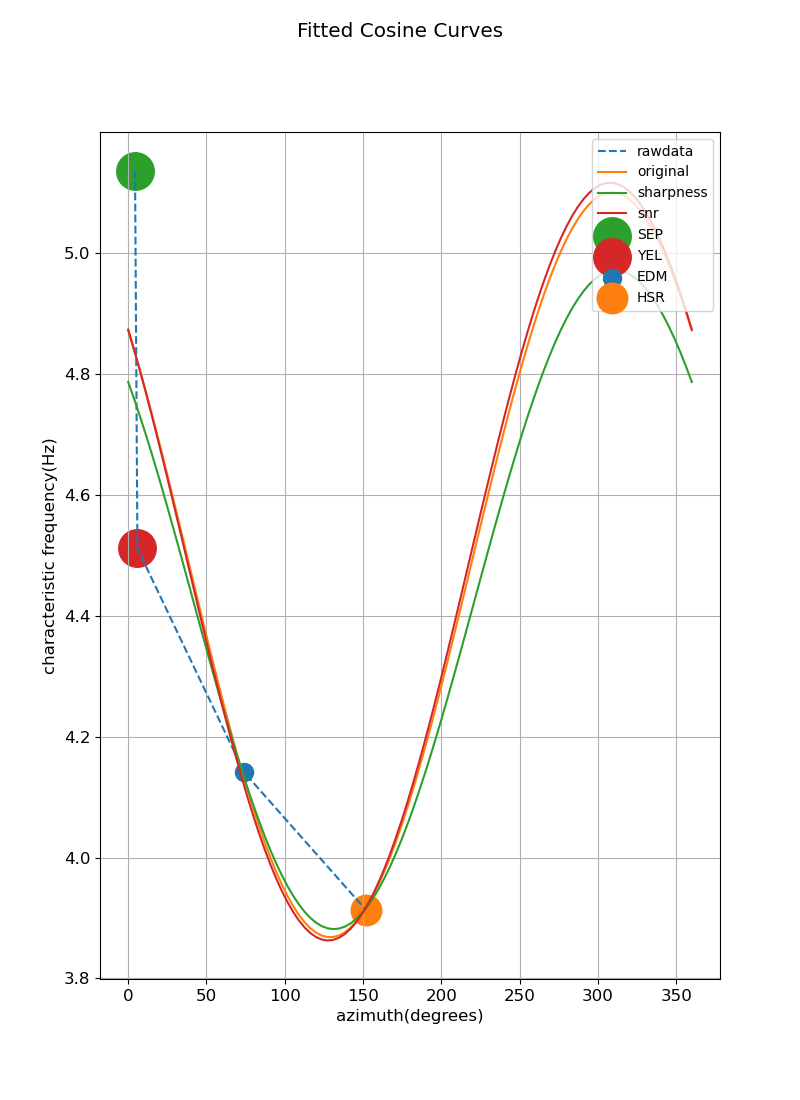 Fitted Cosine Curves
rawdata
original
sharpness
snr
SEP
YEL
EDM
HSR
characteristic frequency(Hz)
5.0
4.8
4.6
4.4
4.2
4.0
3.8
0 50 100 150 200 250 300 350
azimuth(degrees)